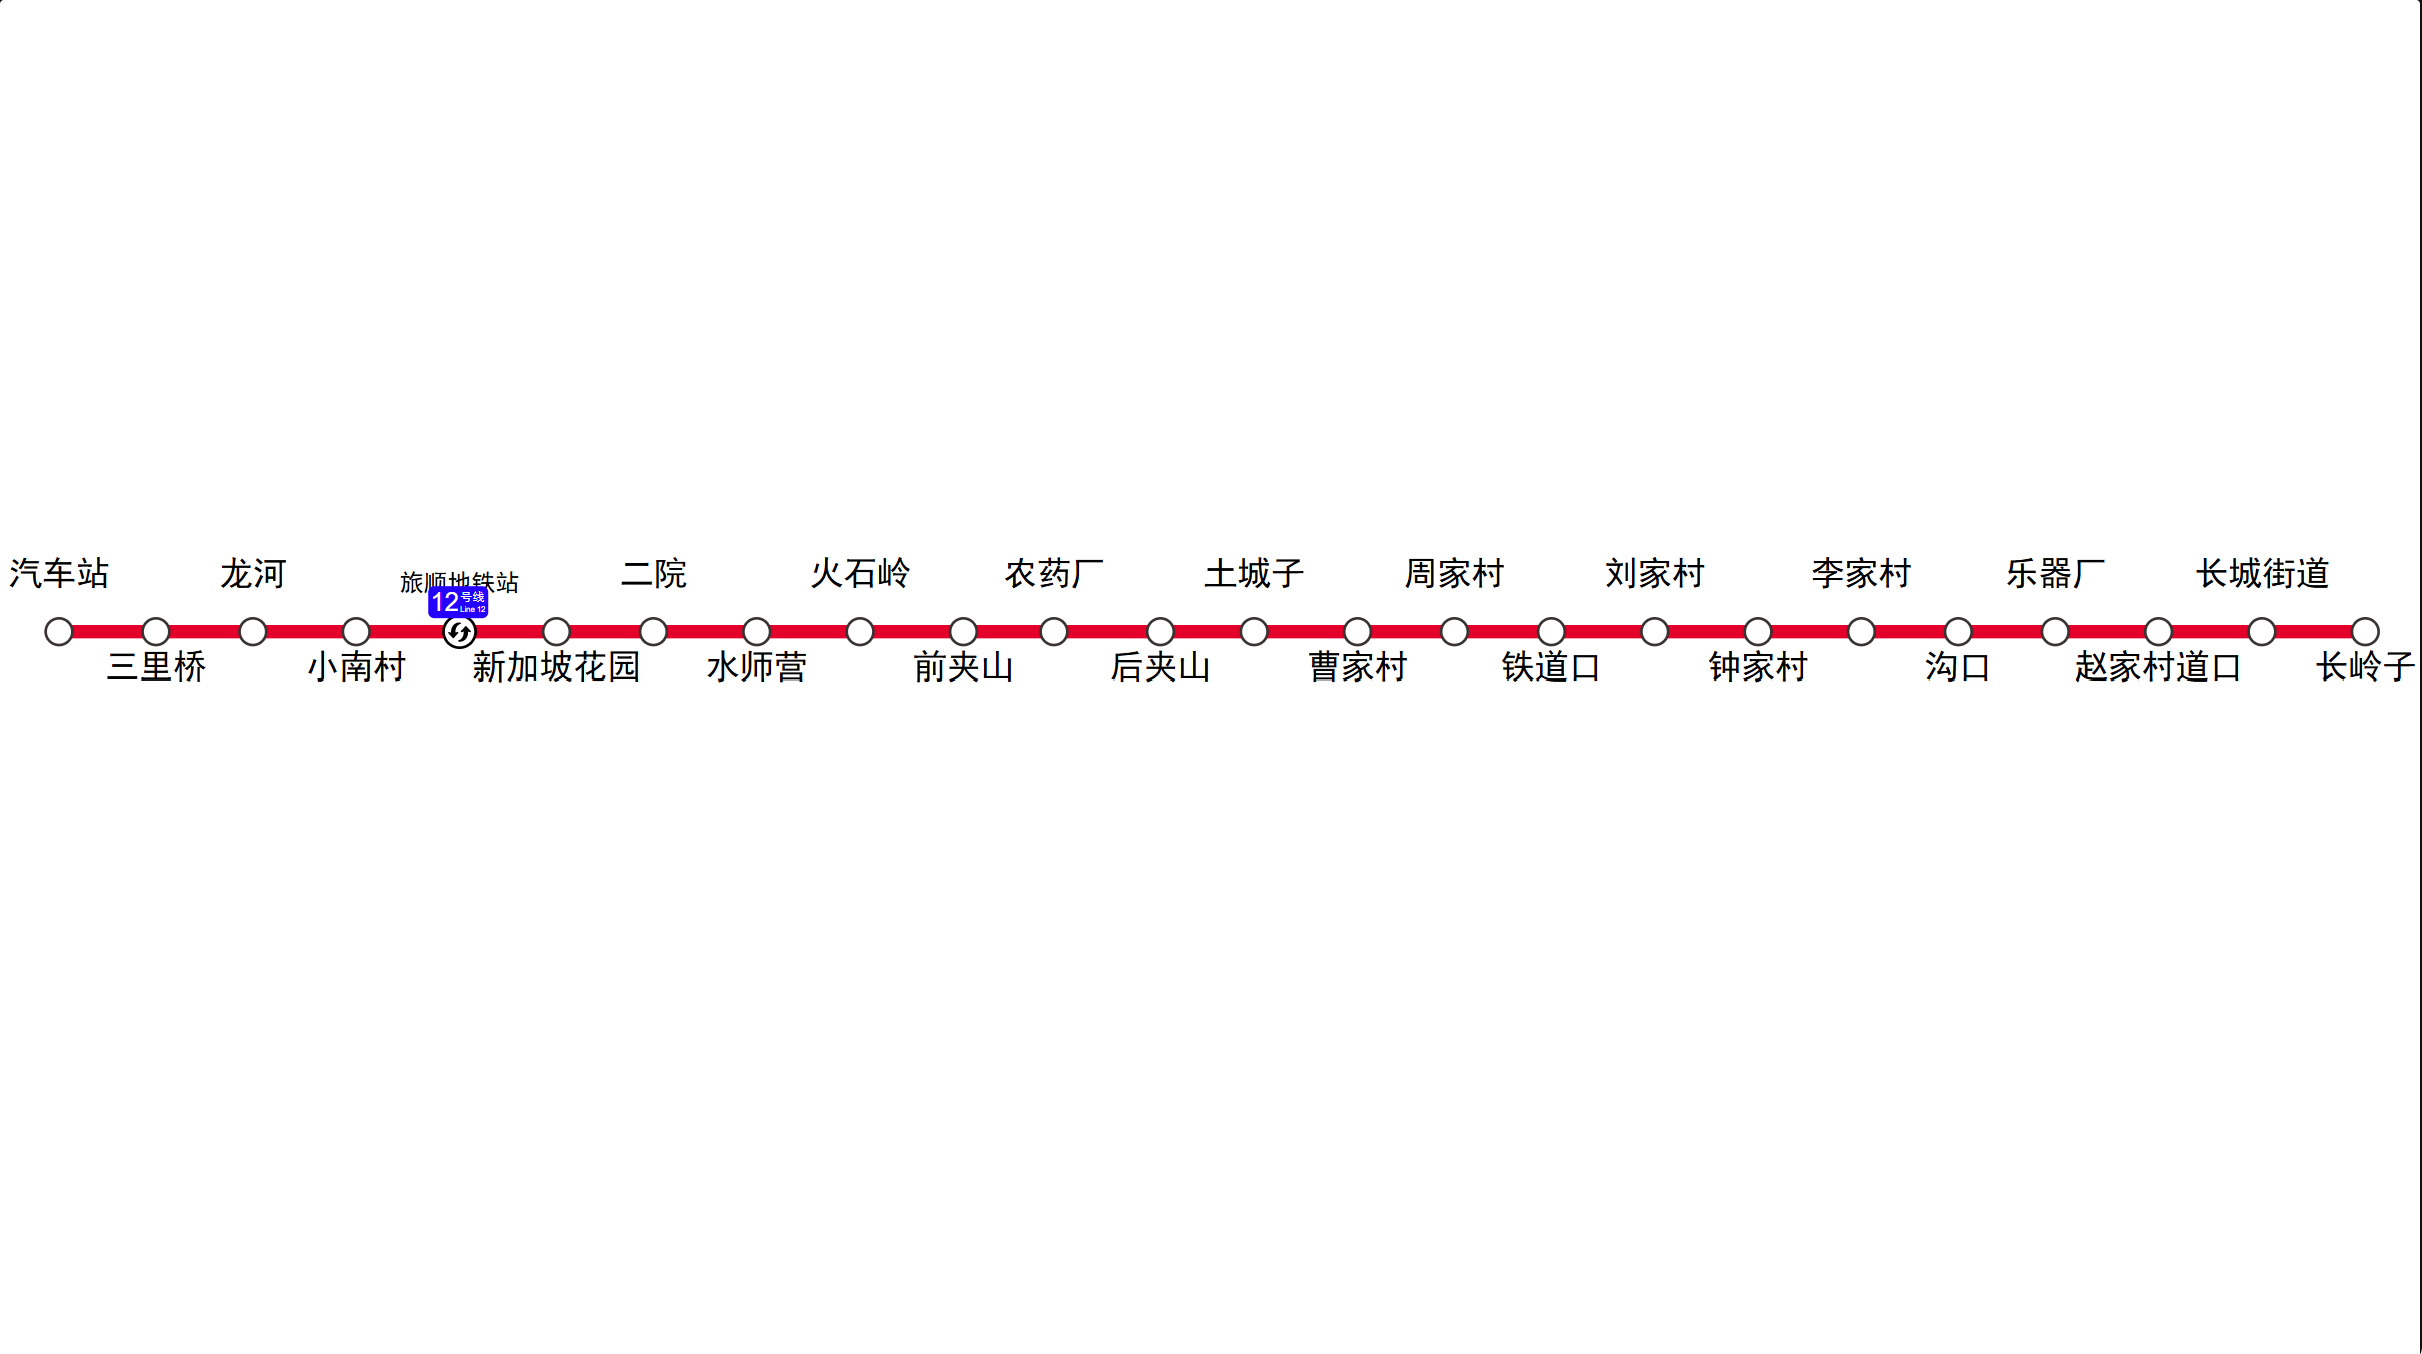 汽车站
龙河
旅顺地铁站
二院
火石岭
农药厂
土城子
周家村
刘家村
李家村
乐器厂
长城街道
12号线
Line 12
三里桥
小南村
新加坡花园
水师营
前夹山
后夹山
曹家村
铁道口
钟家村
沟口
赵家村道口
长岭子